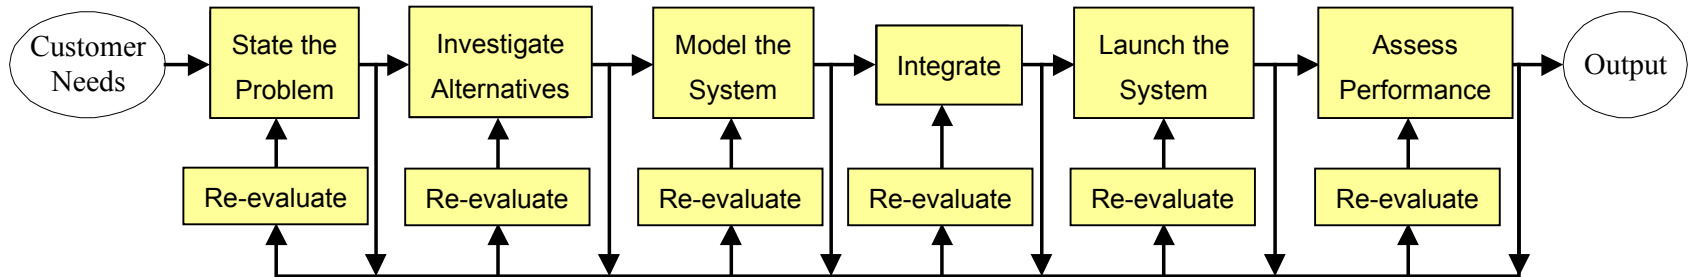 Customer
Needs
State the
Problem
Investigate
Alternatives
Model the
System
Integrate
Launch the
System
Assess
Performance
Output
Re-evaluate
Re-evaluate
Re-evaluate
Re-evaluate
Re-evaluate
Re-evaluate